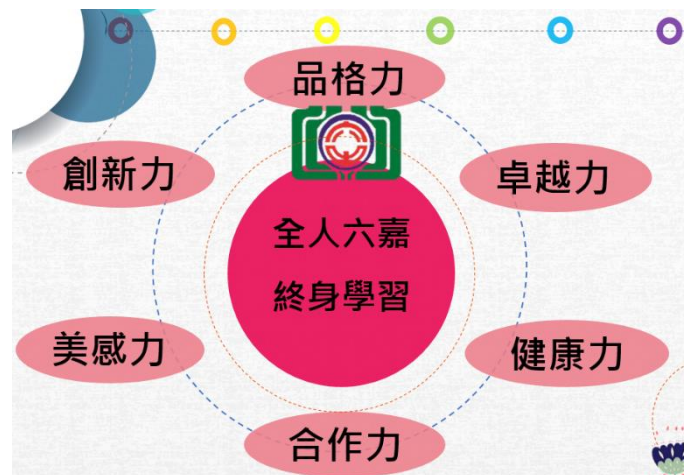 品格力
創新力
卓越力
全人六嘉
終身學習
美感力
健康力
合作力